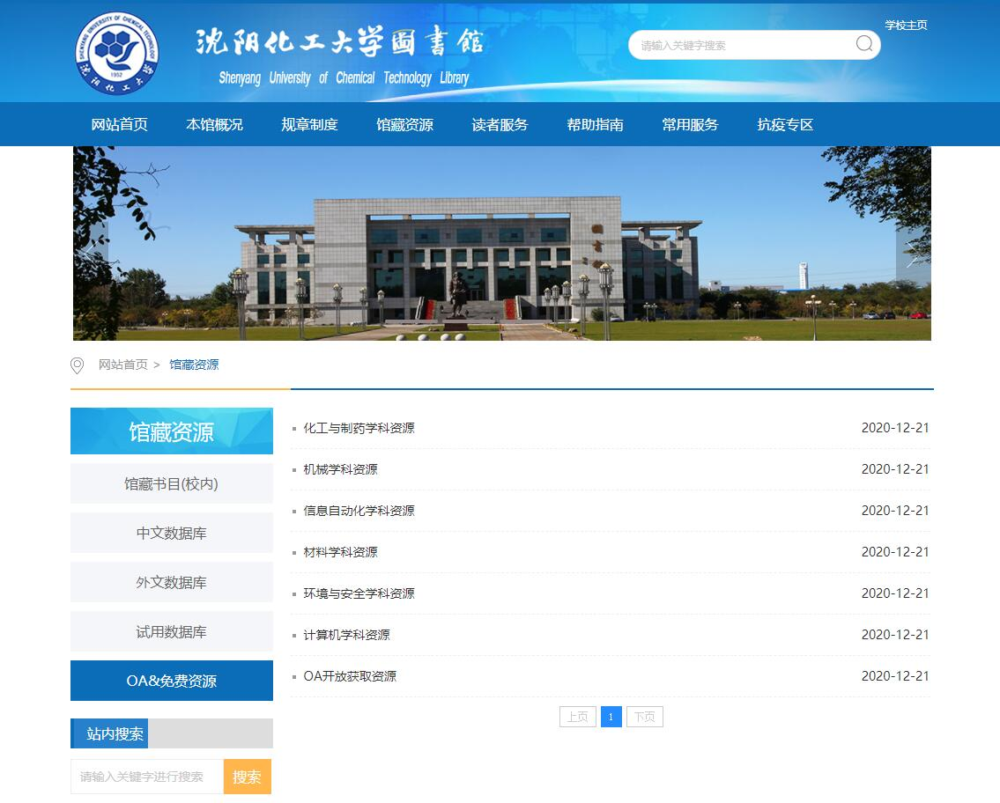 学校主页
沈阳化工大学圖書館
Shenyang University of Chemical Technology Library
SHENYANG UNIVERSITY OF CHEMICAL TECHNOLOGY
1952
沈阳化工大学
请输入关键字搜索
网站首页 本馆概况 规章制度 馆藏资源 读者服务 帮助指南 常用服务 抗疫专区
网站首页 > 馆藏资源
馆藏资源
馆藏书目(校内)
中文数据库
外文数据库
试用数据库
OA&免费资源
站内搜索
请输入关键字进行搜索 搜索
化工与制药学科资源 2020-12-21
机械学科资源 2020-12-21
信息自动化学科资源 2020-12-21
材料学科资源 2020-12-21
环境与安全学科资源 2020-12-21
计算机学科资源 2020-12-21
OA开放获取资源 2020-12-21
上页 1 下页